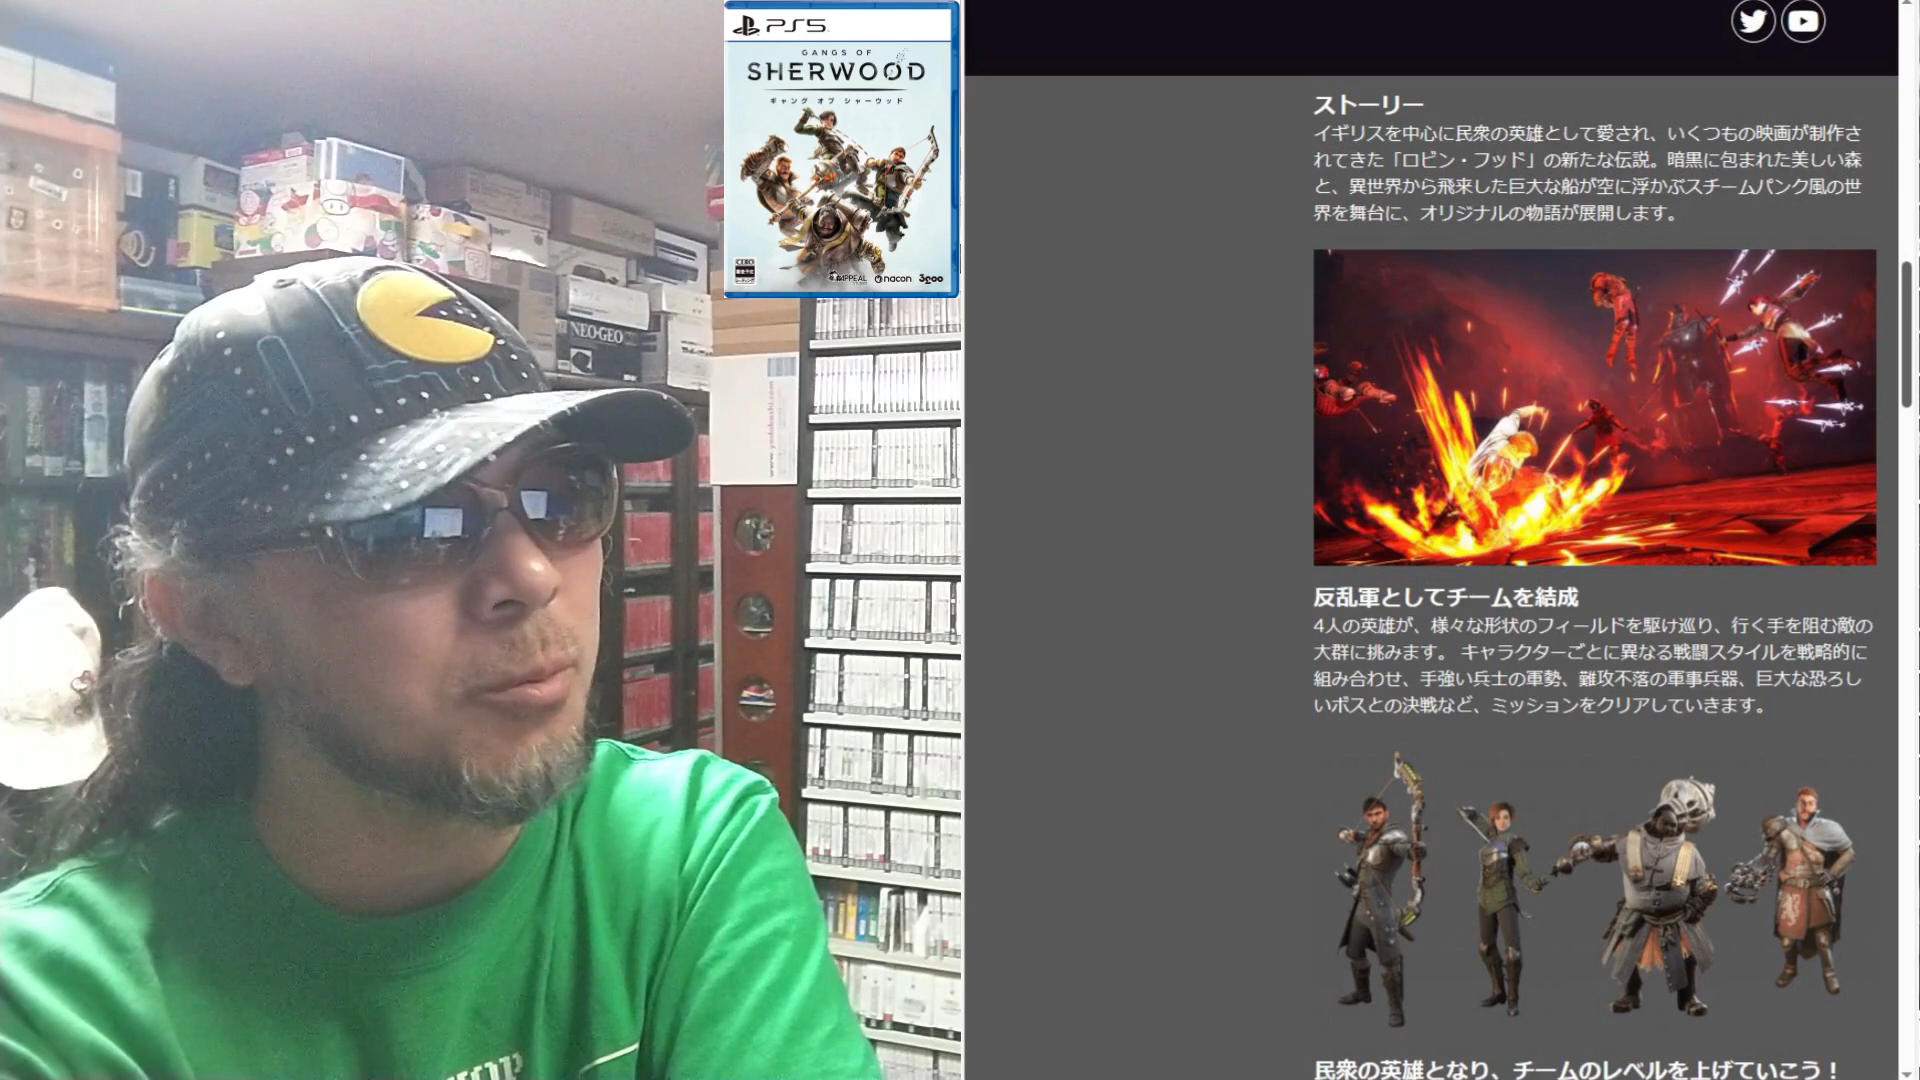 PS5
GANGS OF
SHERWOOD
ギャング オブ シャーウッド
CERO
APPEAL
nacon
3goo
NEO·GEO
ストーリー
イギリスを中心に民衆の英雄として愛され、いくつもの映画が制作さ
れてきた「ロビン・フッド」の新たな伝説。暗黒に包まれた美しい森
と、異世界から飛来した巨大な船が空に浮かぶスチームパンク風の世
界を舞台に、オリジナルの物語が展開します。
反乱軍としてチームを結成
4人の英雄が、様々な形状のフィールドを駆け巡り、行く手を阻む敵の
大群に挑みます。 キャラクターごとに異なる戦闘スタイルを戦略的に
組み合わせ、手強い兵士の軍勢、難攻不落の軍事兵器、巨大な恐ろし
いボスとの決戦など、ミッションをクリアしていきます。
民衆の英雄となり、チームのレベルを上げていこう！